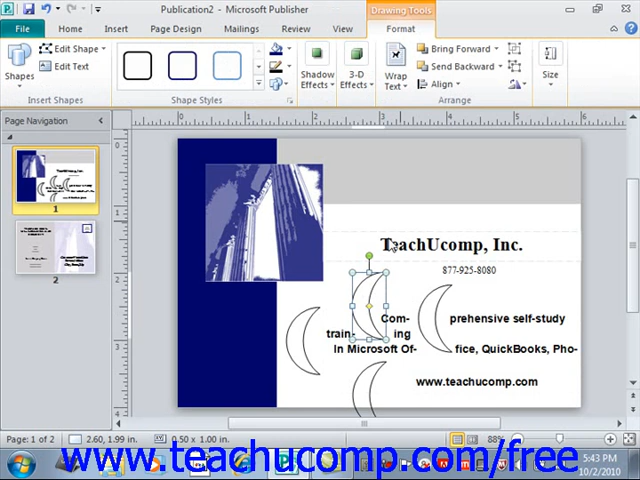 Publication2 - Microsoft Publisher
Drawing Tools
File
Home
Insert
Page Design
Mailings
Review
View
Format
Shapes
Edit Shape
Edit Text
Insert Shapes
Shape Styles
Shadow Effects
3-D Effects
Wrap Text
Bring Forward
Send Backward
Align
Arrange
Size
Page Navigation
1
2
TeachUcomp, Inc.
877-925-8080
Com-
prehensive self-study
train-
ing
In Microsoft Of-
fice, QuickBooks, Pho-
www.teachucomp.com
Page: 1 of 2
2.60, 1.99 in.
0.50 x 1.00 in.
88%
www.teachucomp.com/free
5:43 PM
10/2/2010